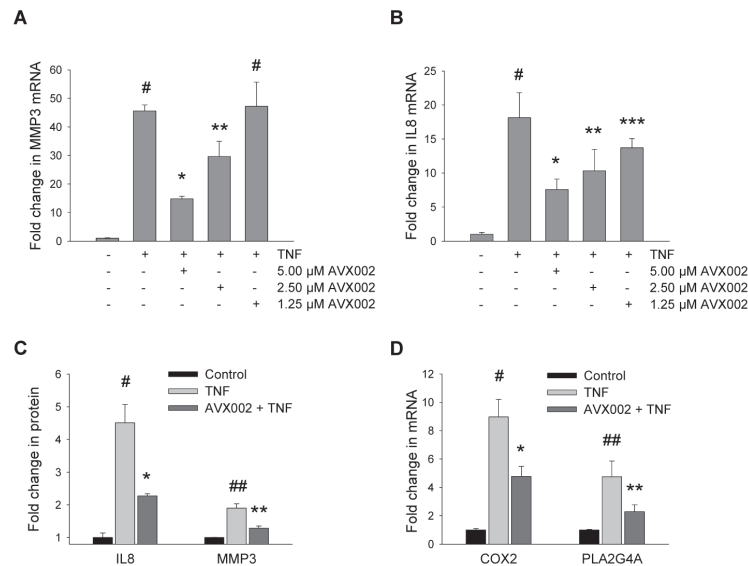 A
Fold change in MMP3 mRNA
60
50
40
30
20
10
0
#
*
**
#
- + + + + TNF
- - + - - 5.00 µM AVX002
- - - + - 2.50 µM AVX002
- - - - + 1.25 µM AVX002
B
Fold change in IL8 mRNA
25
20
15
10
5
0
#
*
**
***
- + + + + TNF
- - + - - 5.00 µM AVX002
- - - + - 2.50 µM AVX002
- - - - + 1.25 µM AVX002
C
Fold change in protein
6
5
4
3
2
1
Control
TNF
AVX002 + TNF
#
*
##
**
IL8 MMP3
D
Fold change in mRNA
12
10
8
6
4
2
0
Control
TNF
AVX002 + TNF
#
*
##
**
COX2 PLA2G4A